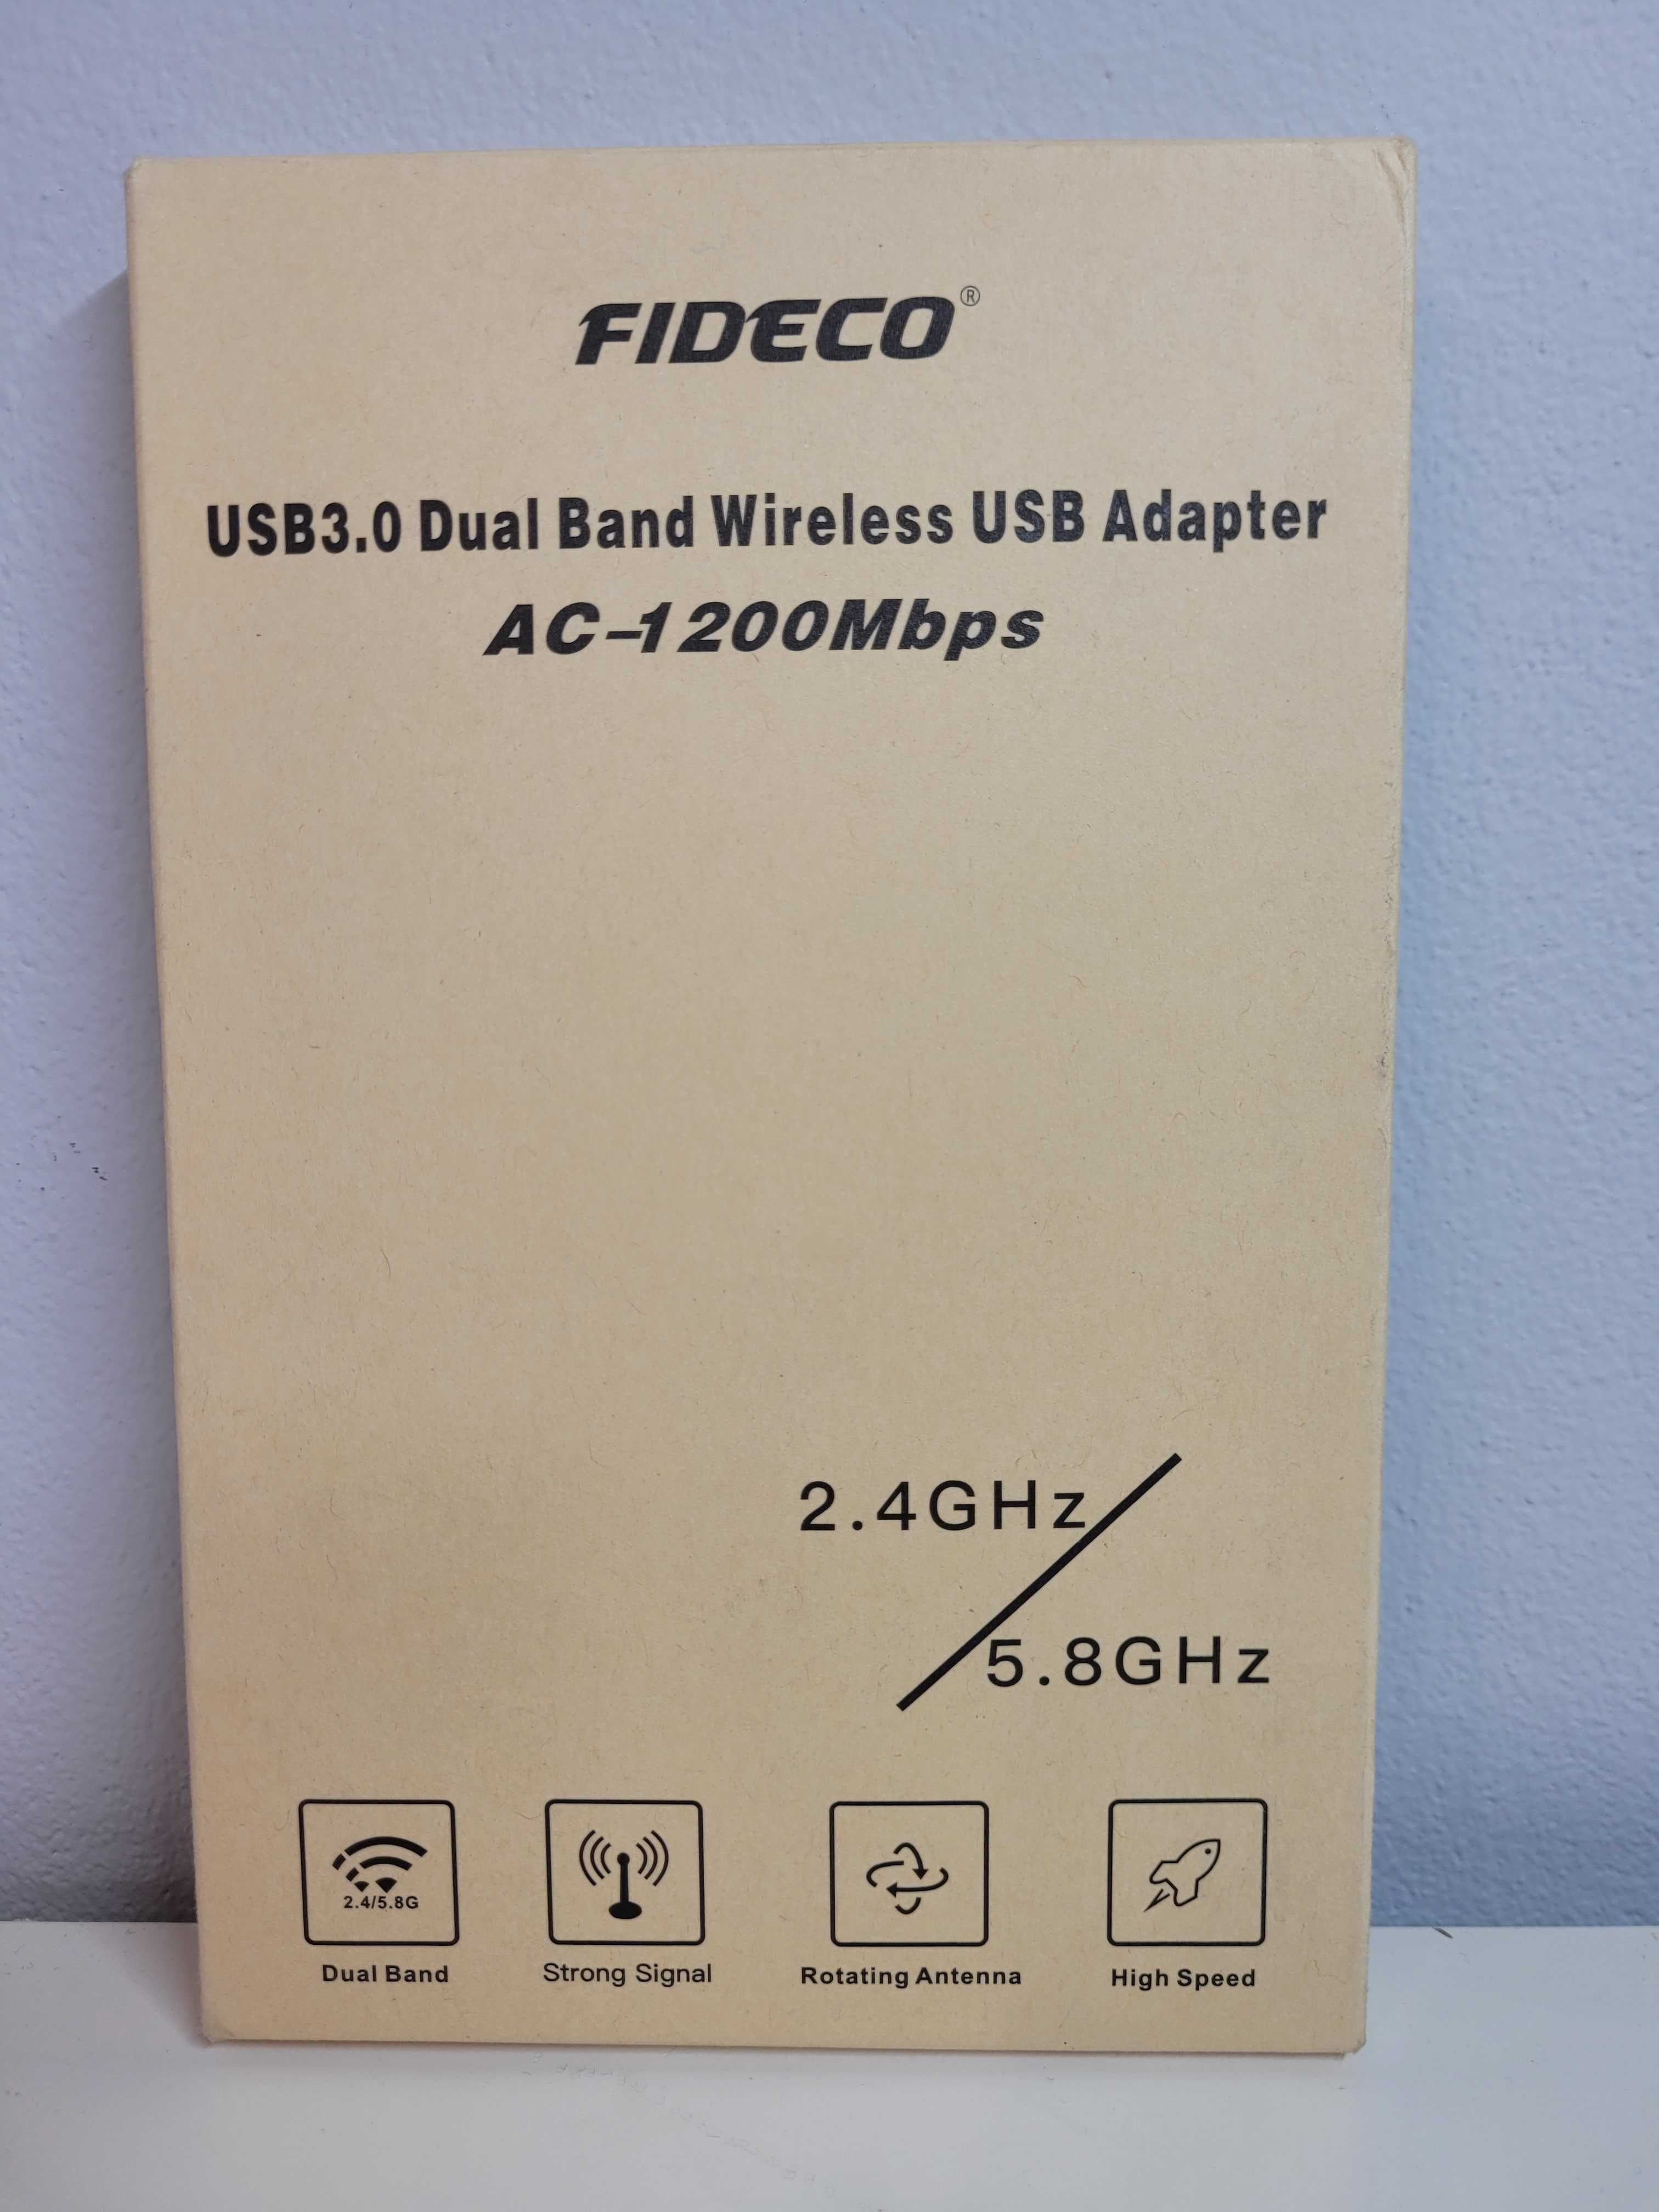 FIDECO®
USB3.0 Dual Band Wireless USB Adapter
AC-1200Mbps
2.4GHz
5.8GHz
2.4/5.8G
Dual Band
Strong Signal
Rotating Antenna
High Speed